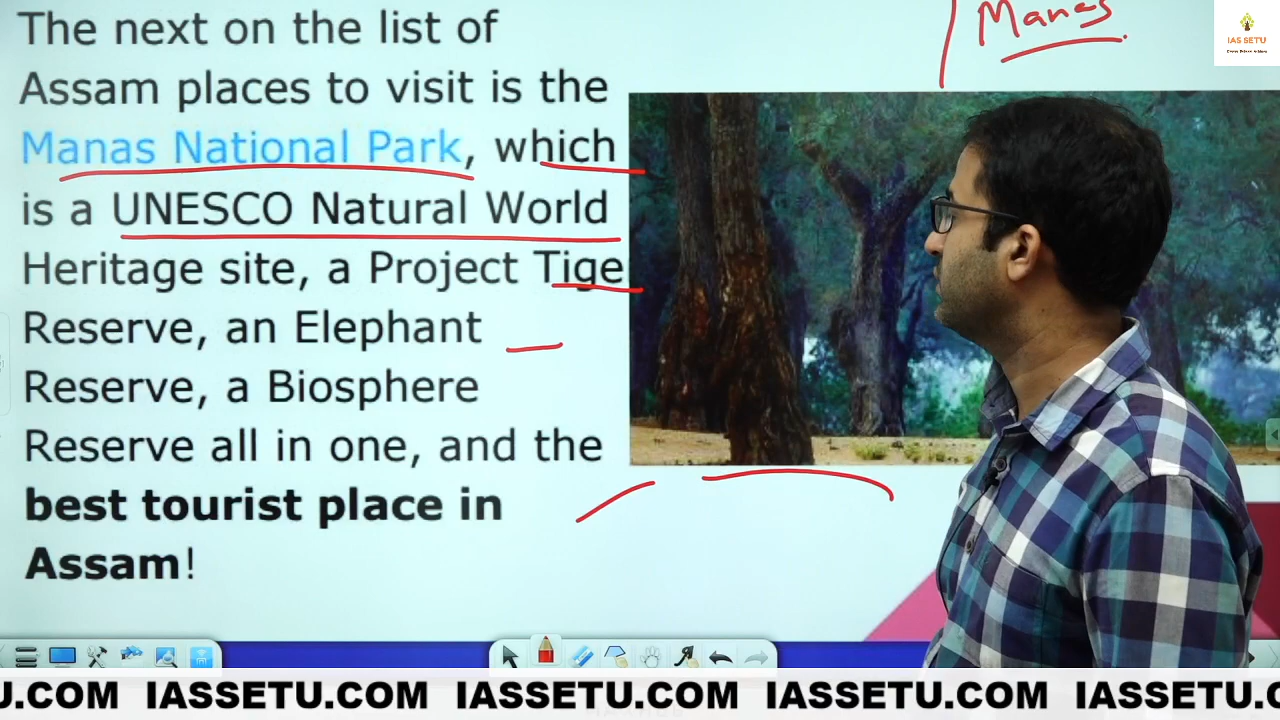 Manas
IAS SETU
The next on the list of
Assam places to visit is the
Manas National Park, which
is a UNESCO Natural World
Heritage site, a Project Tige
Reserve, an Elephant
Reserve, a Biosphere
Reserve all in one, and the
best tourist place in
Assam!
U.COM IASSETU.COM IASSETU.COM IASSETU.COM IASSETU.C